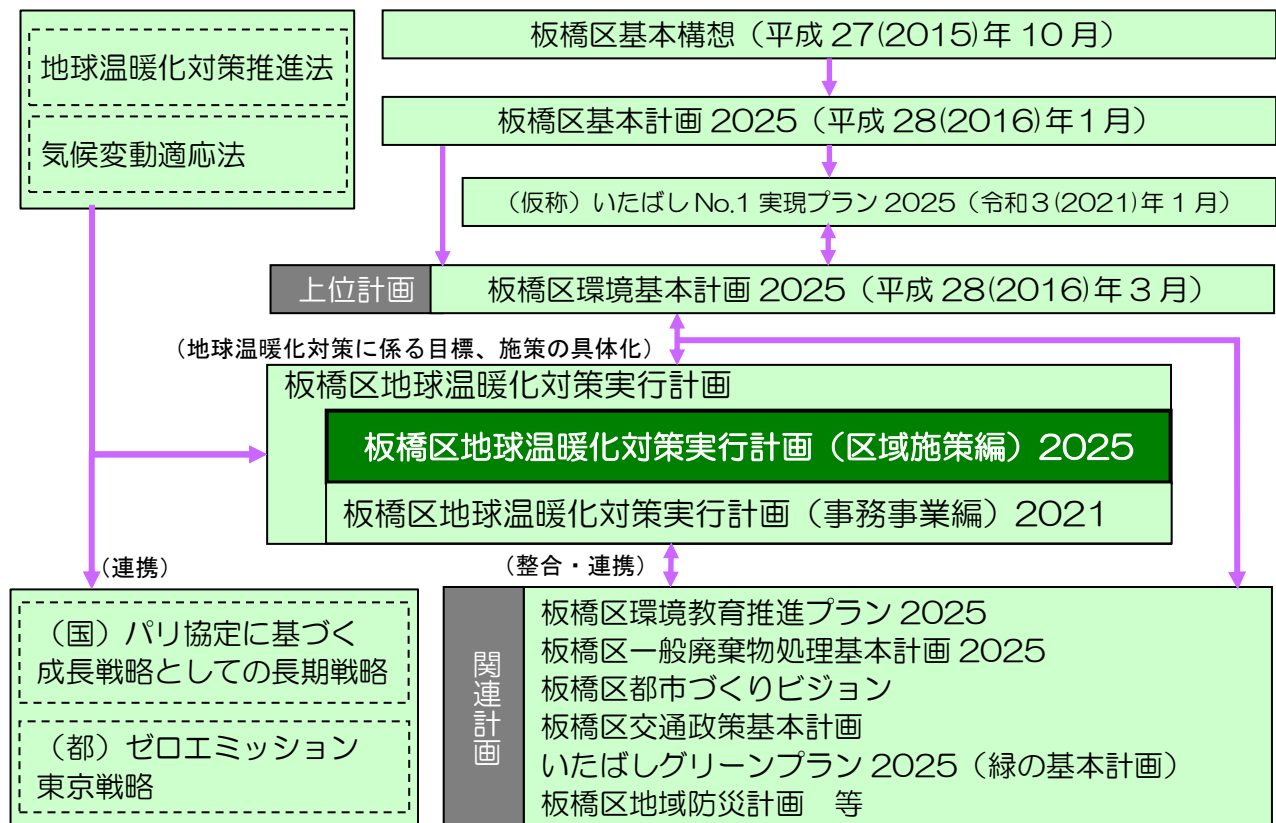 地球温暖化対策推進法
気候変動適応法
板橋区基本構想（平成 27(2015)年 10 月）
板橋区基本計画 2025（平成 28(2016)年１月）
（仮称）いたばし No.1 実現プラン 2025（令和３(2021)年 1 月）
上位計画
板橋区環境基本計画 2025（平成 28(2016)年 3 月）
（地球温暖化対策に係る目標、施策の具体化）
板橋区地球温暖化対策実行計画
板橋区地球温暖化対策実行計画（区域施策編）2025
板橋区地球温暖化対策実行計画（事務事業編）2021
（連携）
（整合・連携）
（国）パリ協定に基づく
成長戦略としての長期戦略
（都）ゼロエミッション
東京戦略
関連計画
板橋区環境教育推進プラン 2025
板橋区一般廃棄物処理基本計画 2025
板橋区都市づくりビジョン
板橋区交通政策基本計画
いたばしグリーンプラン 2025（緑の基本計画）
板橋区地域防災計画　等